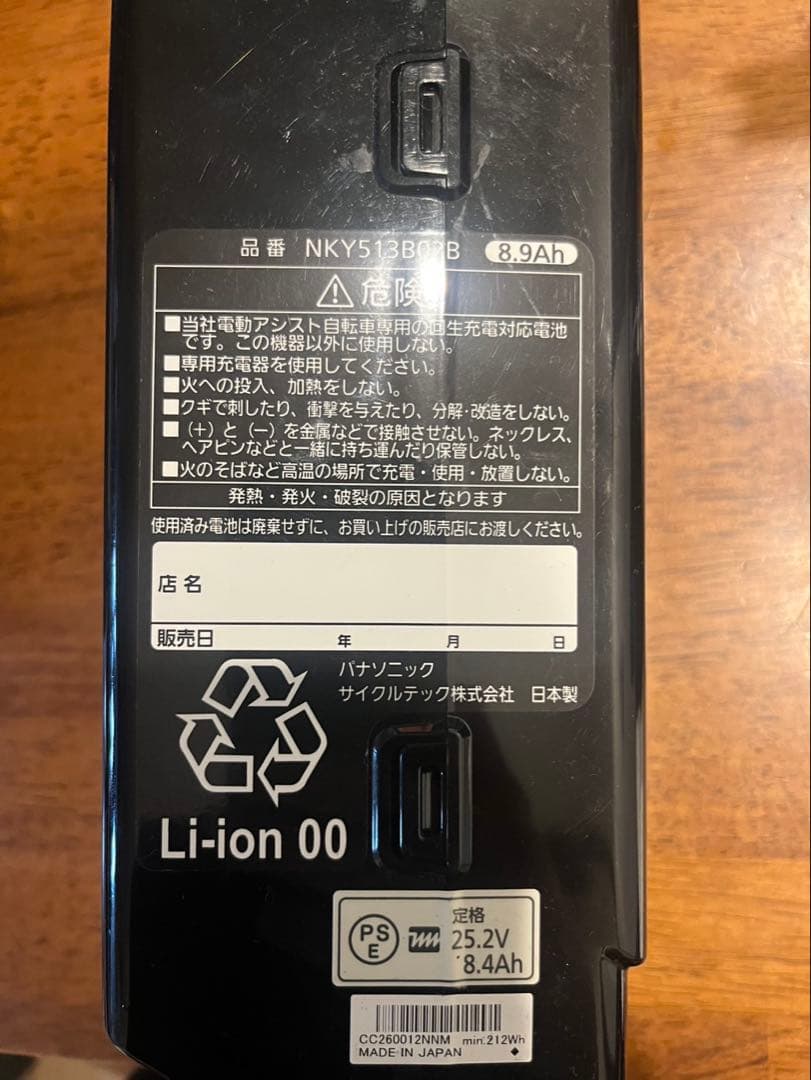 品番 NKY513B02B 8.9Ah
危険
■当社電動アシスト自転車専用の回生充電対応電池
です。この機器以外に使用しない。
■専用充電器を使用してください。
■火への投入、加熱をしない。
■クギで刺したり、衝撃を与えたり、分解・改造をしない。
■(+)と(−)を金属などで接触させない。ネックレス、
ヘアピンなどと一緒に持ち運んだり保管しない。
■火のそばなど高温の場所で充電・使用・放置しない。
発熱・発火・破裂の原因となります
使用済み電池は廃棄せずに、お買い上げの販売店にお渡しください。
店名
販売日 年 月 日
パナソニック
サイクルテック株式会社 日本製
Li-ion 00
PSE
定格
25.2V
8.4Ah
CC260012NNM min.212Wh
MADE IN JAPAN